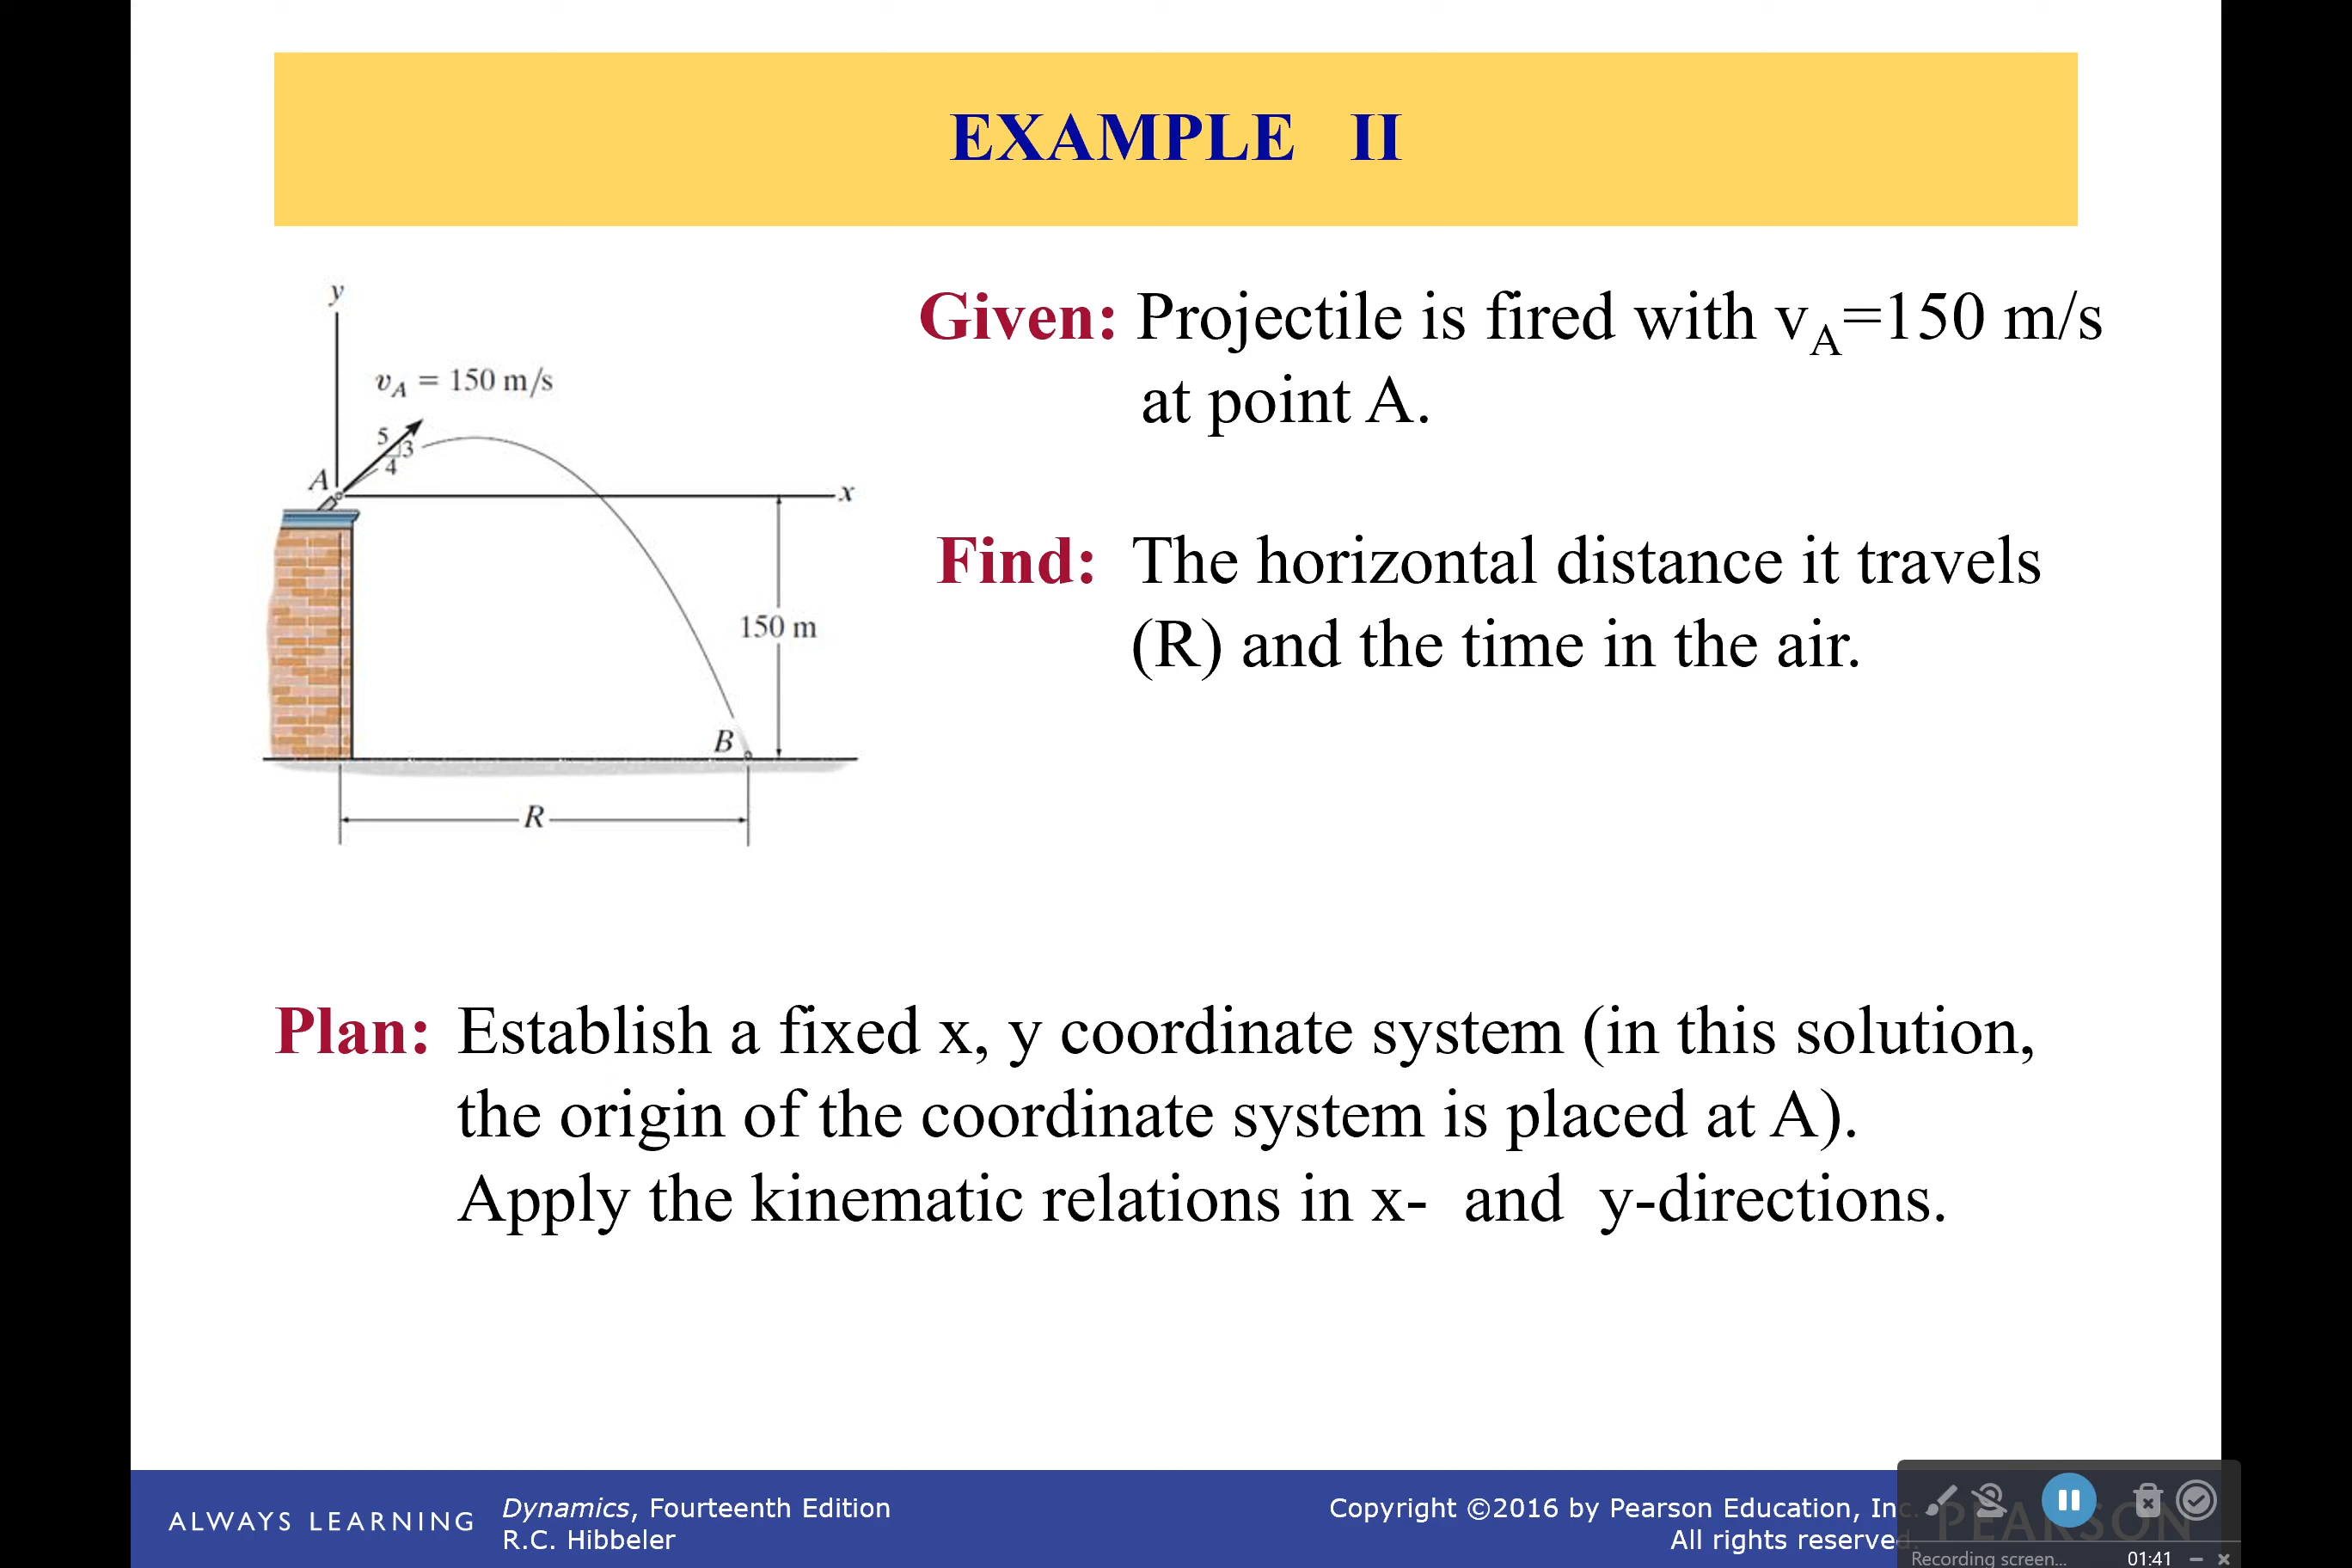 EXAMPLE II
y
v_A = 150 m/s
5
3
4
A
x
150 m
B
R
Given: Projectile is fired with v_A=150 m/s
at point A.
Find: The horizontal distance it travels
(R) and the time in the air.
Plan: Establish a fixed x, y coordinate system (in this solution,
the origin of the coordinate system is placed at A).
Apply the kinematic relations in x- and y-directions.
ALWAYS LEARNING
Dynamics, Fourteenth Edition
R.C. Hibbeler
Copyright ©2016 by Pearson Education, Inc.
All rights reserved.
PEARSON
Recording screen...
01:41